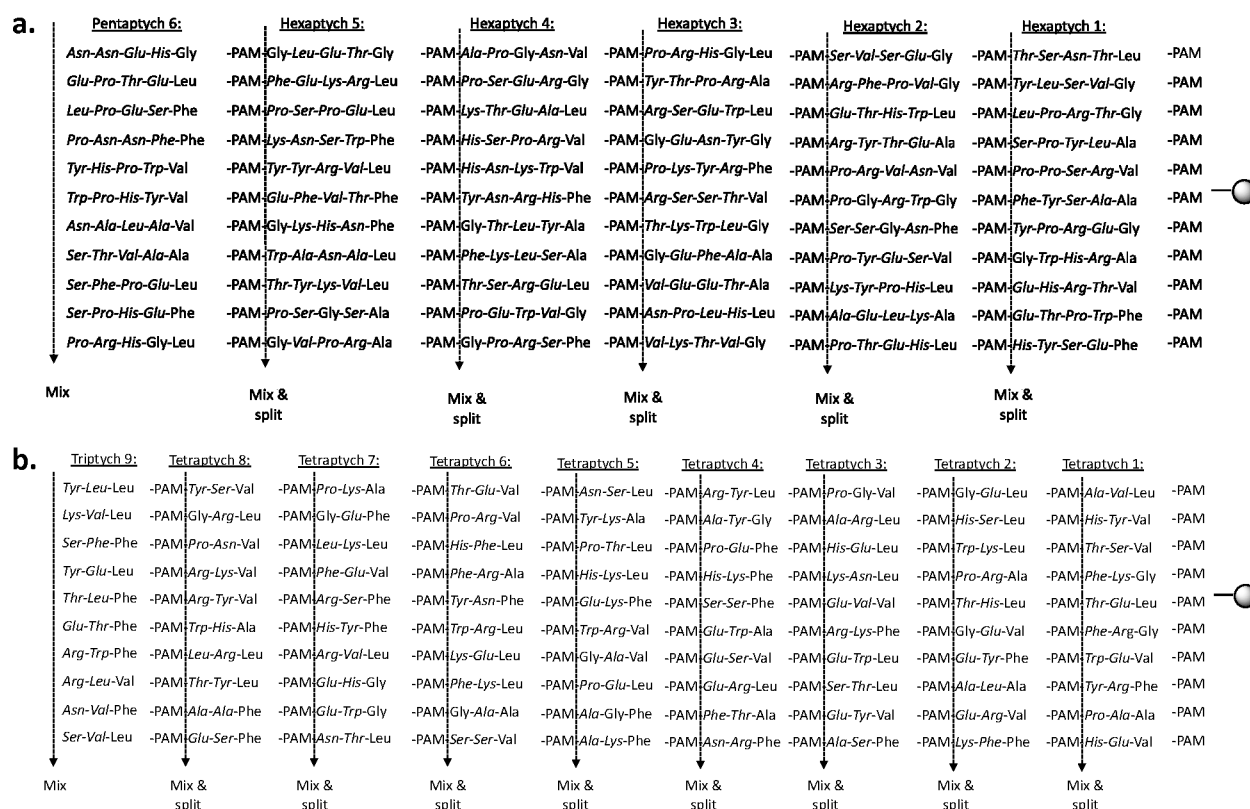 a.
Pentaptych 6: Hexaptych 5: Hexaptych 4: Hexaptych 3: Hexaptych 2: Hexaptych 1:
Asn-Asn-Glu-His-Gly -PAM-Gly-Leu-Glu-Thr-Gly -PAM-Ala-Pro-Gly-Asn-Val -PAM-Pro-Arg-His-Gly-Leu -PAM-Ser-Val-Ser-Glu-Gly -PAM-Thr-Ser-Asn-Thr-Leu -PAM
Glu-Pro-Thr-Glu-Leu -PAM-Phe-Glu-Lys-Arg-Leu -PAM-Pro-Ser-Glu-Arg-Gly -PAM-Tyr-Thr-Pro-Arg-Ala -PAM-Arg-Phe-Pro-Val-Gly -PAM-Tyr-Leu-Ser-Val-Gly -PAM
Leu-Pro-Glu-Ser-Phe -PAM-Pro-Ser-Pro-Glu-Leu -PAM-Lys-Thr-Glu-Ala-Leu -PAM-Arg-Ser-Glu-Trp-Leu -PAM-Glu-Thr-His-Trp-Leu -PAM-Leu-Pro-Arg-Thr-Gly -PAM
Pro-Asn-Asn-Phe-Phe -PAM-Lys-Asn-Ser-Trp-Phe -PAM-His-Ser-Pro-Arg-Val -PAM-Gly-Glu-Asn-Tyr-Gly -PAM-Arg-Tyr-Thr-Glu-Ala -PAM-Ser-Pro-Tyr-Leu-Ala -PAM
Tyr-His-Pro-Trp-Val -PAM-Tyr-Tyr-Arg-Val-Leu -PAM-His-Asn-Lys-Trp-Val -PAM-Pro-Lys-Tyr-Arg-Phe -PAM-Pro-Arg-Val-Asn-Val -PAM-Pro-Pro-Ser-Arg-Val -PAM
Trp-Pro-His-Tyr-Val -PAM-Glu-Phe-Val-Thr-Phe -PAM-Tyr-Asn-Arg-His-Phe -PAM-Arg-Ser-Ser-Thr-Val -PAM-Pro-Gly-Arg-Trp-Gly -PAM-Phe-Tyr-Ser-Ala-Ala -PAM
Asn-Ala-Leu-Ala-Val -PAM-Gly-Lys-His-Asn-Phe -PAM-Gly-Thr-Leu-Tyr-Ala -PAM-Thr-Lys-Trp-Leu-Gly -PAM-Ser-Ser-Gly-Asn-Phe -PAM-Tyr-Pro-Arg-Glu-Gly -PAM
Ser-Thr-Val-Ala-Ala -PAM-Trp-Ala-Asn-Ala-Leu -PAM-Phe-Lys-Leu-Ser-Ala -PAM-Gly-Glu-Phe-Ala-Ala -PAM-Pro-Tyr-Glu-Ser-Val -PAM-Gly-Trp-His-Arg-Ala -PAM
Ser-Phe-Pro-Glu-Leu -PAM-Thr-Tyr-Lys-Val-Leu -PAM-Thr-Ser-Arg-Glu-Leu -PAM-Val-Glu-Glu-Thr-Ala -PAM-Lys-Tyr-Pro-His-Leu -PAM-Glu-His-Arg-Thr-Val -PAM
Ser-Pro-His-Glu-Phe -PAM-Pro-Ser-Gly-Ser-Ala -PAM-Pro-Glu-Trp-Val-Gly -PAM-Asn-Pro-Leu-His-Leu -PAM-Ala-Glu-Leu-Lys-Ala -PAM-Glu-Thr-Pro-Trp-Phe -PAM
Pro-Arg-His-Gly-Leu -PAM-Gly-Val-Pro-Arg-Ala -PAM-Gly-Pro-Arg-Ser-Phe -PAM-Val-Lys-Thr-Val-Gly -PAM-Pro-Thr-Glu-His-Leu -PAM-His-Tyr-Ser-Glu-Phe -PAM
Mix Mix & Mix & Mix & Mix & Mix &
split split split split split
b.
Triptych 9: Tetraptych 8: Tetraptych 7: Tetraptych 6: Tetraptych 5: Tetraptych 4: Tetraptych 3: Tetraptych 2: Tetraptych 1:
Tyr-Leu-Leu -PAM-Tyr-Ser-Val -PAM-Pro-Lys-Ala -PAM-Thr-Glu-Val -PAM-Asn-Ser-Leu -PAM-Arg-Tyr-Leu -PAM-Pro-Gly-Val -PAM-Gly-Glu-Leu -PAM-Ala-Val-Leu -PAM
Lys-Val-Leu -PAM-Gly-Arg-Leu -PAM-Gly-Glu-Phe -PAM-Pro-Arg-Val -PAM-Tyr-Lys-Ala -PAM-Ala-Tyr-Gly -PAM-Ala-Arg-Leu -PAM-His-Ser-Leu -PAM-His-Tyr-Val -PAM
Ser-Phe-Phe -PAM-Pro-Asn-Val -PAM-Leu-Lys-Leu -PAM-His-Phe-Leu -PAM-Pro-Thr-Leu -PAM-Pro-Glu-Phe -PAM-His-Glu-Leu -PAM-Trp-Lys-Leu -PAM-Thr-Ser-Val -PAM
Tyr-Glu-Leu -PAM-Arg-Lys-Val -PAM-Phe-Glu-Val -PAM-Phe-Arg-Ala -PAM-His-Lys-Leu -PAM-His-Lys-Phe -PAM-Lys-Asn-Leu -PAM-Pro-Arg-Ala -PAM-Phe-Lys-Gly -PAM
Thr-Leu-Phe -PAM-Arg-Tyr-Val -PAM-Arg-Ser-Phe -PAM-Tyr-Asn-Phe -PAM-Glu-Lys-Phe -PAM-Ser-Ser-Phe -PAM-Glu-Val-Val -PAM-Thr-His-Leu -PAM-Thr-Glu-Leu -PAM
Glu-Thr-Phe -PAM-Trp-His-Ala -PAM-His-Tyr-Phe -PAM-Trp-Arg-Leu -PAM-Trp-Arg-Val -PAM-Glu-Trp-Ala -PAM-Arg-Lys-Phe -PAM-Gly-Glu-Val -PAM-Phe-Arg-Gly -PAM
Arg-Trp-Phe -PAM-Leu-Arg-Leu -PAM-Arg-Val-Leu -PAM-Lys-Glu-Leu -PAM-Gly-Ala-Val -PAM-Glu-Ser-Val -PAM-Glu-Trp-Leu -PAM-Glu-Tyr-Phe -PAM-Trp-Glu-Val -PAM
Arg-Leu-Val -PAM-Thr-Tyr-Leu -PAM-Glu-His-Gly -PAM-Phe-Lys-Leu -PAM-Pro-Glu-Leu -PAM-Glu-Arg-Leu -PAM-Ser-Thr-Leu -PAM-Ala-Leu-Ala -PAM-Tyr-Arg-Phe -PAM
Asn-Val-Phe -PAM-Ala-Ala-Phe -PAM-Glu-Trp-Gly -PAM-Gly-Ala-Ala -PAM-Ala-Gly-Phe -PAM-Phe-Thr-Ala -PAM-Glu-Tyr-Val -PAM-Glu-Arg-Val -PAM-Pro-Ala-Ala -PAM
Ser-Val-Leu -PAM-Glu-Ser-Phe -PAM-Asn-Thr-Leu -PAM-Ser-Ser-Val -PAM-Ala-Lys-Phe -PAM-Asn-Arg-Phe -PAM-Ala-Ser-Phe -PAM-Lys-Phe-Phe -PAM-His-Glu-Val -PAM
Mix Mix & Mix & Mix & Mix & Mix & Mix & Mix & Mix &
split split split split split split split split